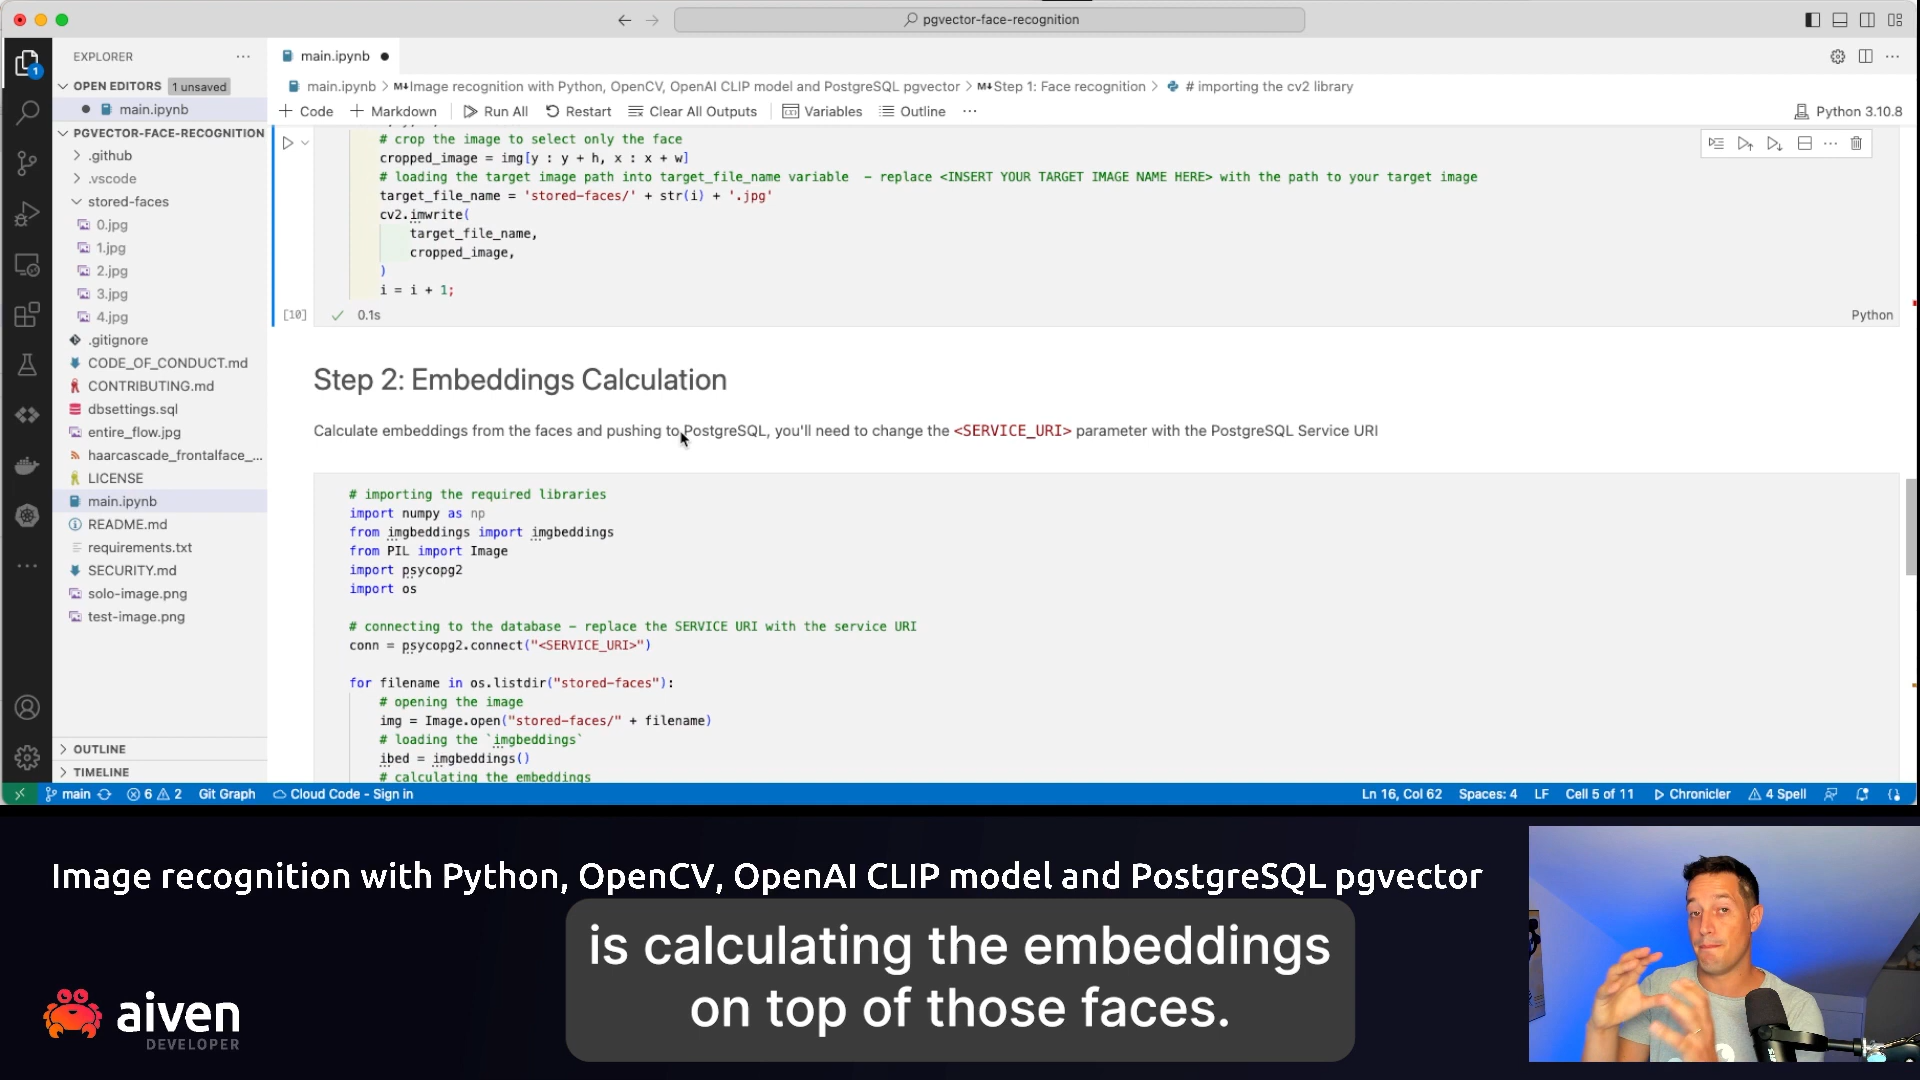 pgvector-face-recognition
EXPLORER
OPEN EDITORS 1 unsaved
main.ipynb
PGVECTOR-FACE-RECOGNITION
.github
.vscode
stored-faces
0.jpg
1.jpg
2.jpg
3.jpg
4.jpg
.gitignore
CODE_OF_CONDUCT.md
CONTRIBUTING.md
dbsettings.sql
entire_flow.jpg
haarcascade_frontalface_...
LICENSE
main.ipynb
README.md
requirements.txt
SECURITY.md
solo-image.png
test-image.png
OUTLINE
TIMELINE
1
main.ipynb
main.ipynb > M↓Image recognition with Python, OpenCV, OpenAI CLIP model and PostgreSQL pgvector > M↓Step 1: Face recognition > # importing the cv2 library
+ Code + Markdown Run All Restart Clear All Outputs Variables Outline ...
Python 3.10.8
# crop the image to select only the face
cropped_image = img[y : y + h, x : x + w]
# loading the target image path into target_file_name variable  – replace <INSERT YOUR TARGET IMAGE NAME HERE> with the path to your target image
target_file_name = 'stored-faces/' + str(i) + '.jpg'
cv2.imwrite(
target_file_name,
cropped_image,
)
i = i + 1;
[10] ✓ 0.1s
Python
Step 2: Embeddings Calculation
Calculate embeddings from the faces and pushing to PostgreSQL, you'll need to change the <SERVICE_URI> parameter with the PostgreSQL Service URI
# importing the required libraries
import numpy as np
from imgbeddings import imgbeddings
from PIL import Image
import psycopg2
import os
# connecting to the database – replace the SERVICE URI with the service URI
conn = psycopg2.connect("<SERVICE_URI>")
for filename in os.listdir("stored-faces"):
# opening the image
img = Image.open("stored-faces/" + filename)
# loading the `imgbeddings`
ibed = imgbeddings()
# calculating the embeddings
main 6 2 Git Graph Cloud Code - Sign in
Ln 16, Col 62 Spaces: 4 LF Cell 5 of 11 Chronicler 4 Spell
Image recognition with Python, OpenCV, OpenAI CLIP model and PostgreSQL pgvector
is calculating the embeddings
on top of those faces.
aiven
DEVELOPER